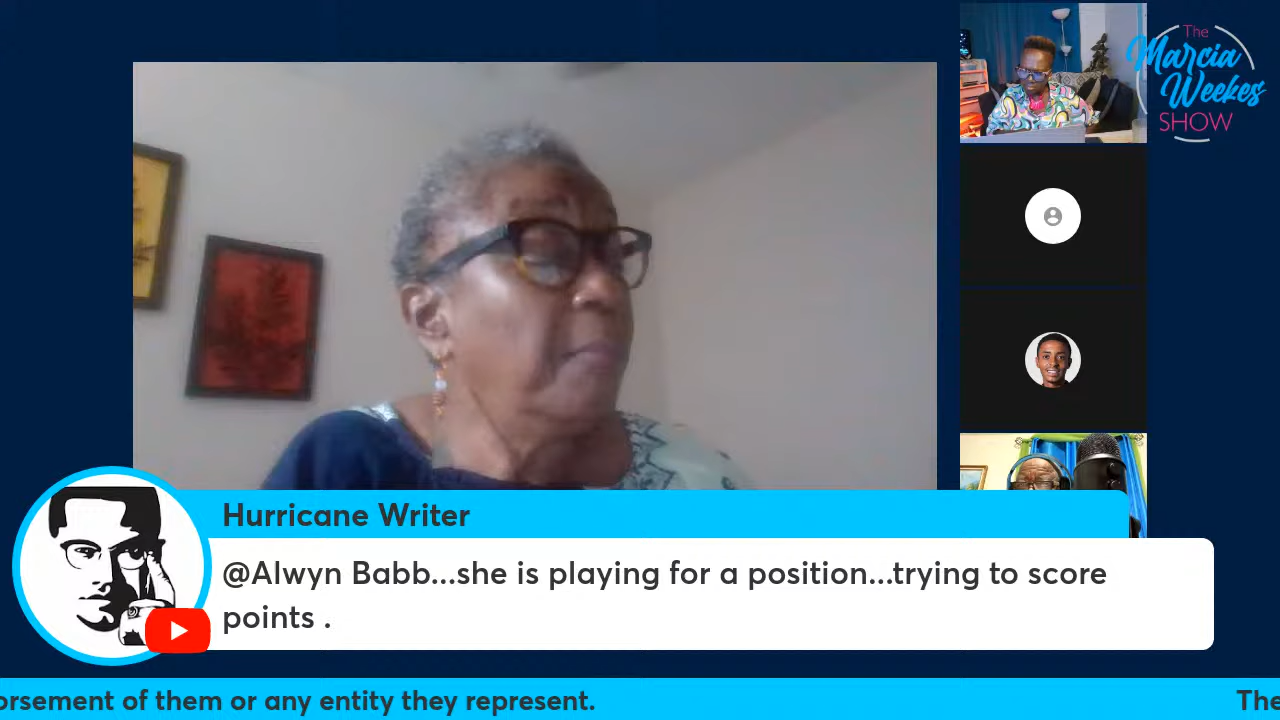 The
Marcia
Weekes
SHOW
Hurricane Writer
@Alwyn Babb...she is playing for a position...trying to score
points .
orsement of them or any entity they represent.
The